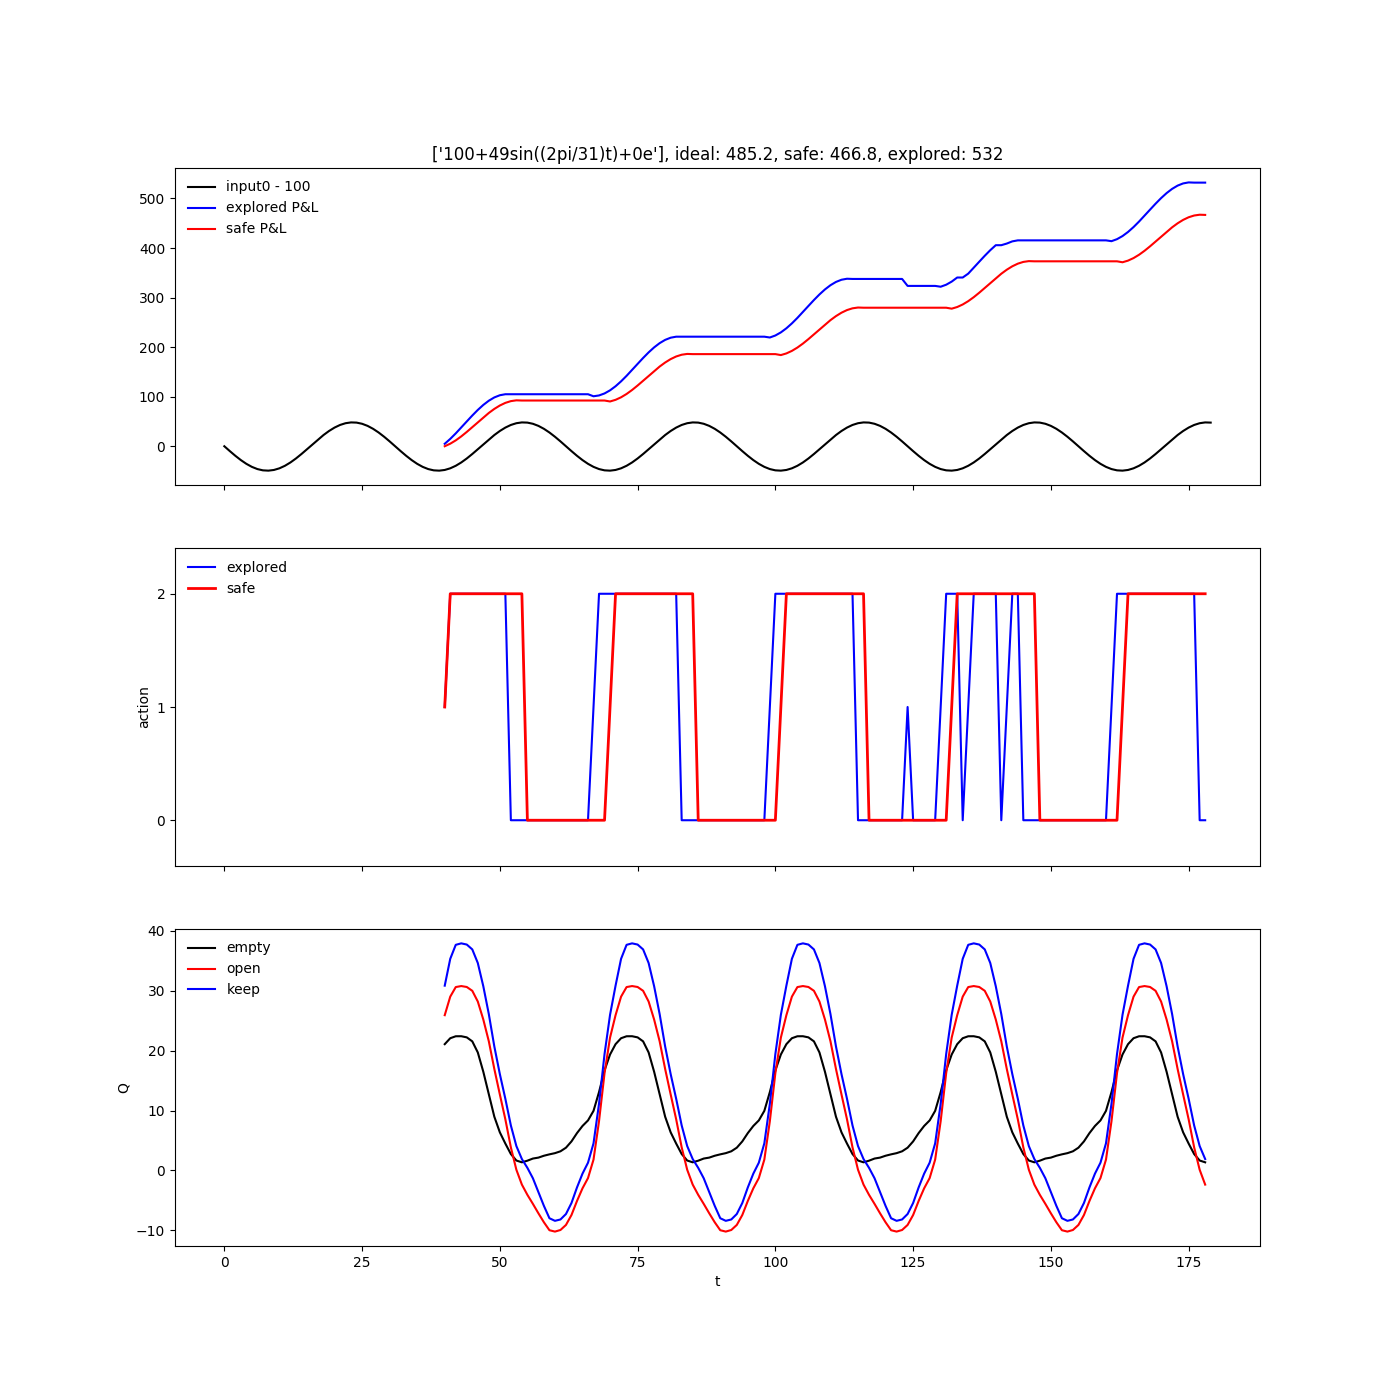 ['100+49sin((2pi/31)t)+0e'], ideal: 485.2, safe: 466.8, explored: 532
input0 - 100
explored P&L
safe P&L
500
400
300
200
100
0
explored
safe
2
1
0
action
empty
open
keep
40
30
20
10
0
−10
Q
0 25 50 75 100 125 150 175
t